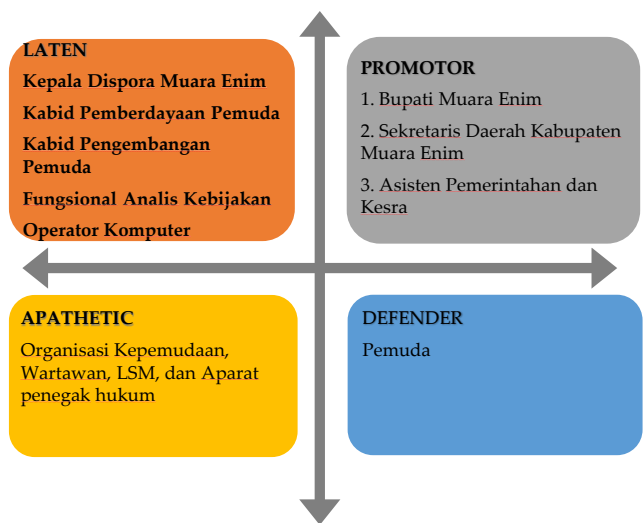 LATEN
Kepala Dispora Muara Enim
Kabid Pemberdayaan Pemuda
Kabid Pengembangan
Pemuda
Fungsional Analis Kebijakan
Operator Komputer
PROMOTOR
1. Bupati Muara Enim
2. Sekretaris Daerah Kabupaten
Muara Enim
3. Asisten Pemerintahan dan
Kesra
APATHETIC
Organisasi Kepemudaan,
Wartawan, LSM, dan Aparat
penegak hukum
DEFENDER
Pemuda